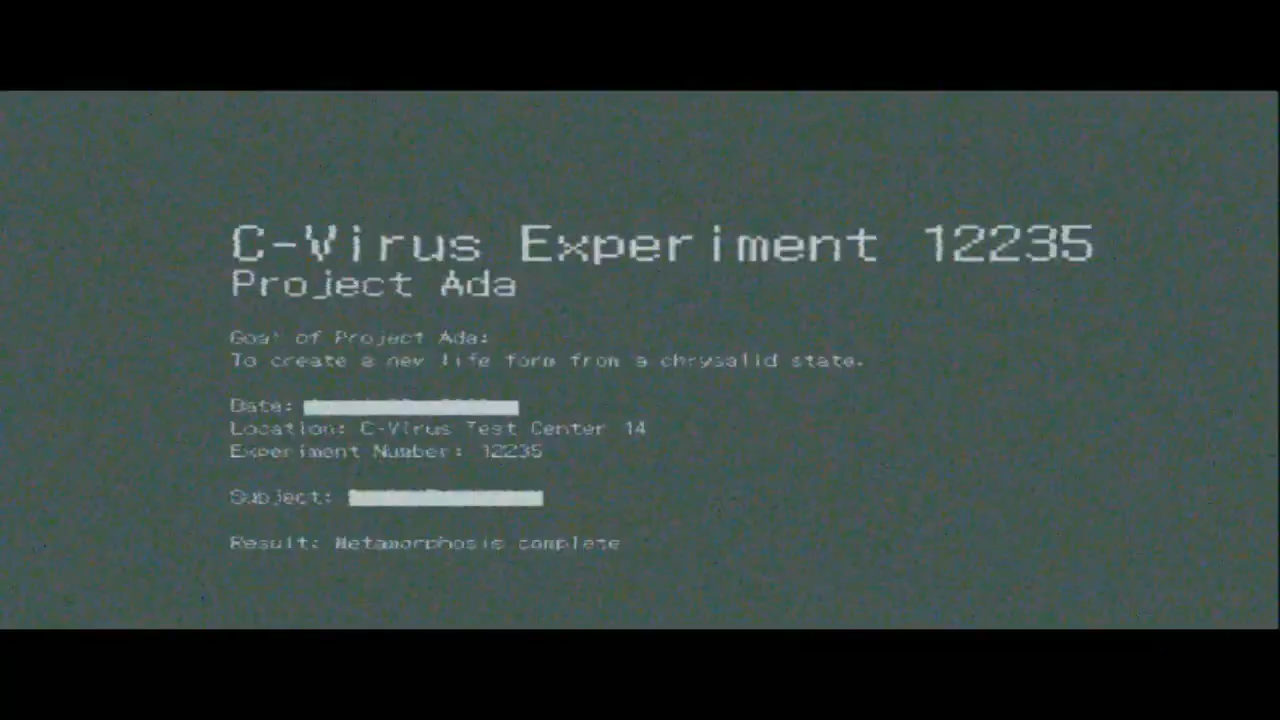 C-Virus Experiment 12235
Project Ada
Goal of Project Ada:
To create a new life form from a chrysalid state.
Date:
Location: C-Virus Test Center 14
Experiment Number: 12235
Subject:
Result: Metamorphosis complete